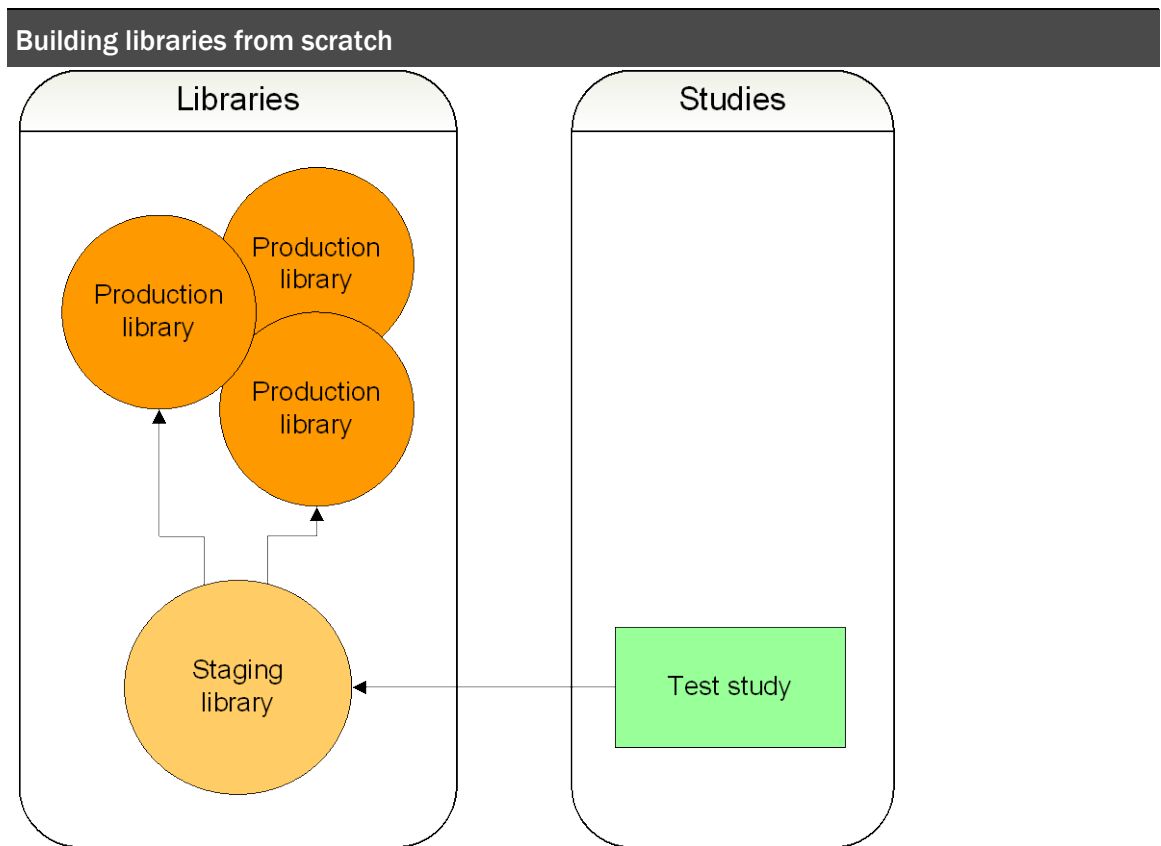 Building libraries from scratch
Libraries
Studies
Production
library
Production
library
Production
library
Staging
library
Test study